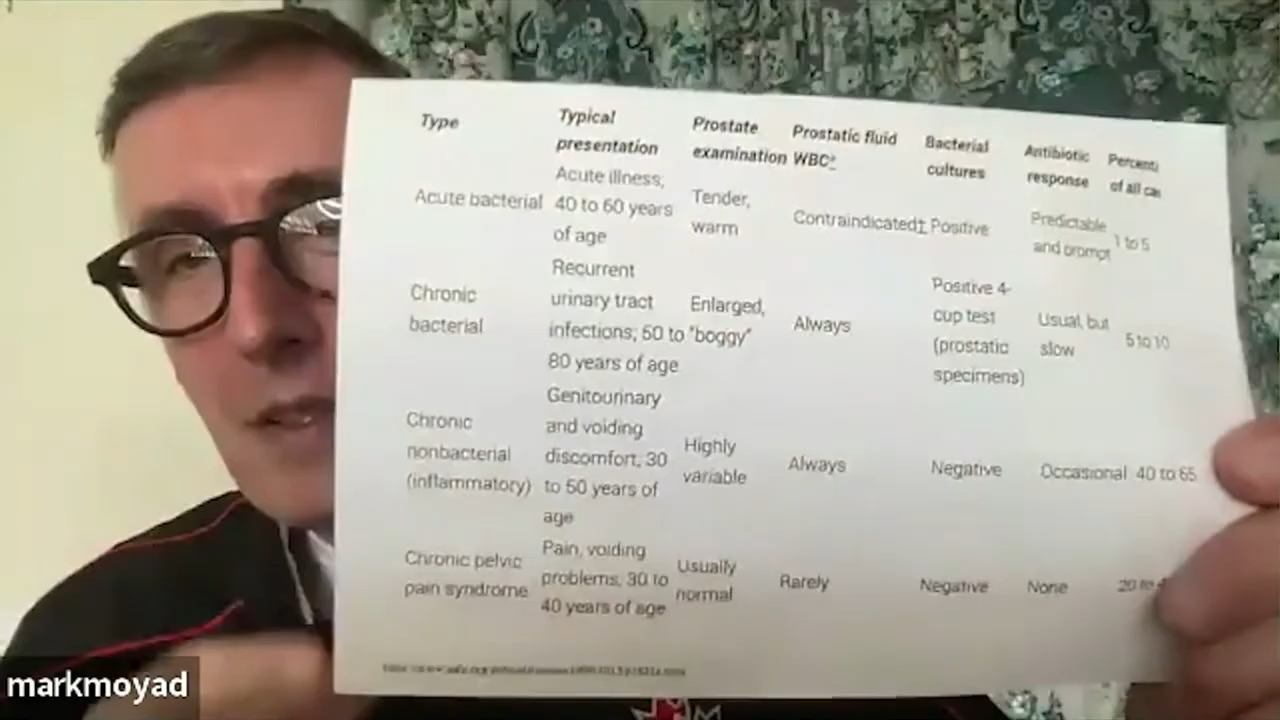 Type
Typical presentation
Prostate examination
Prostatic fluid WBC*
Bacterial cultures
Antibiotic response
of all
Acute bacterial
Acute illness,
40 to 60 years
of age
Tender,
warm
Contraindicated‡
Positive
Predictable
and prompt
1 to 5
Chronic
bacterial
Recurrent
urinary tract
infections, 50 to
80 years of age
Enlarged,
"boggy"
Always
Positive 4-
cup test
(prostatic
specimens)
Usual, but
slow
5 to 10
Chronic
nonbacterial
(inflammatory)
Genitourinary
and voiding
discomfort, 30
to 50 years of
age
Highly
variable
Always
Negative
Occasional
40 to 65
Chronic pelvic
pain syndrome
Pain, voiding
problems, 30 to
40 years of age
Usually
normal
Rarely
Negative
None
20 to
markmoyad